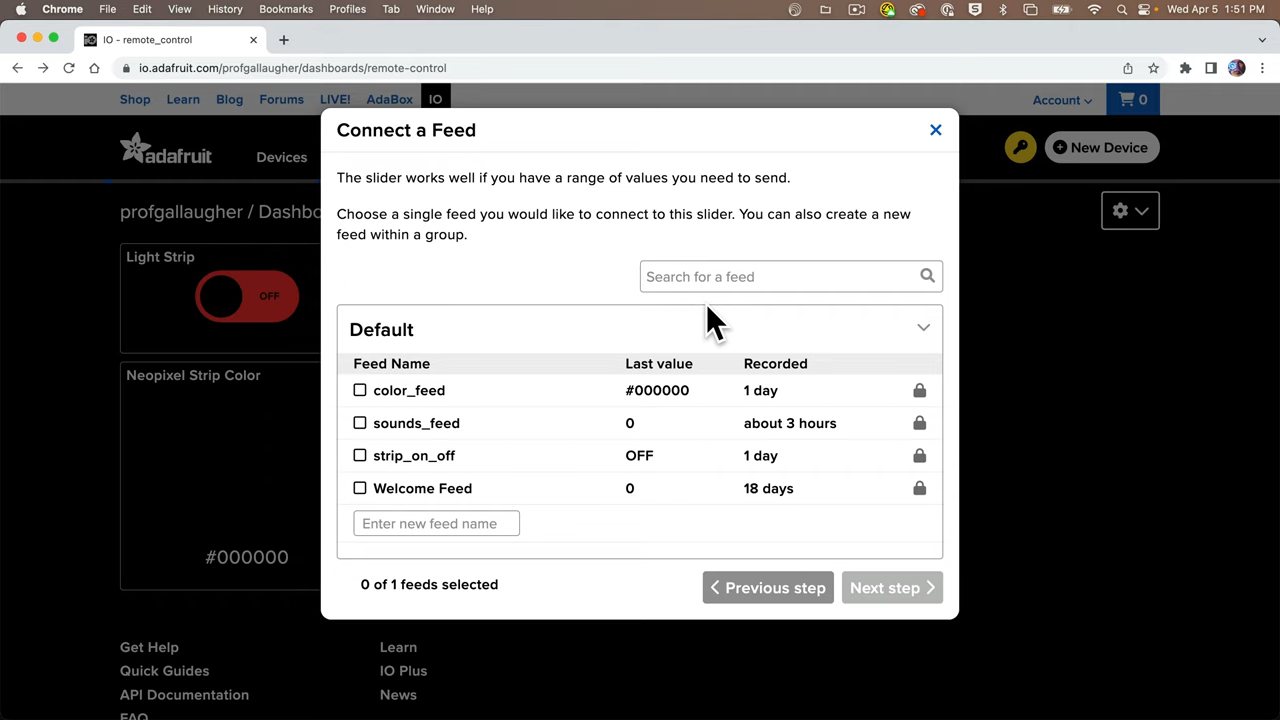 Chrome File Edit View History Bookmarks Profiles Tab Window Help Wed Apr 5 1:51 PM
IO - remote_control
io.adafruit.com/profgallaugher/dashboards/remote-control
Shop Learn Blog Forums LIVE! AdaBox IO Account 0
adafruit Devices New Device
profgallaugher / Dashbo
Light Strip
OFF
Neopixel Strip Color
#000000
Connect a Feed
The slider works well if you have a range of values you need to send.
Choose a single feed you would like to connect to this slider. You can also create a new
feed within a group.
Search for a feed
Default
Feed Name Last value Recorded
color_feed #000000 1 day
sounds_feed 0 about 3 hours
strip_on_off OFF 1 day
Welcome Feed 0 18 days
Enter new feed name
0 of 1 feeds selected Previous step Next step
Get Help Learn
Quick Guides IO Plus
API Documentation News
FAQ